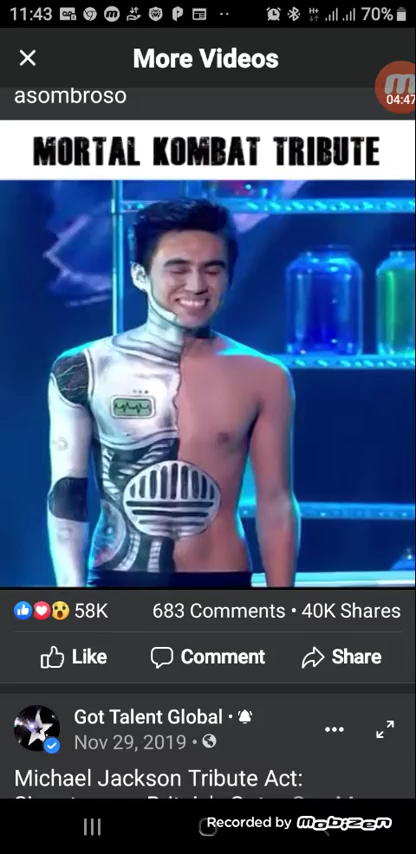 11:43
70%
More Videos
04:47
asombroso
MORTAL KOMBAT TRIBUTE
58K 683 Comments • 40K Shares
Like Comment Share
Got Talent Global •
Nov 29, 2019 •
Michael Jackson Tribute Act:
Recorded by mobizen